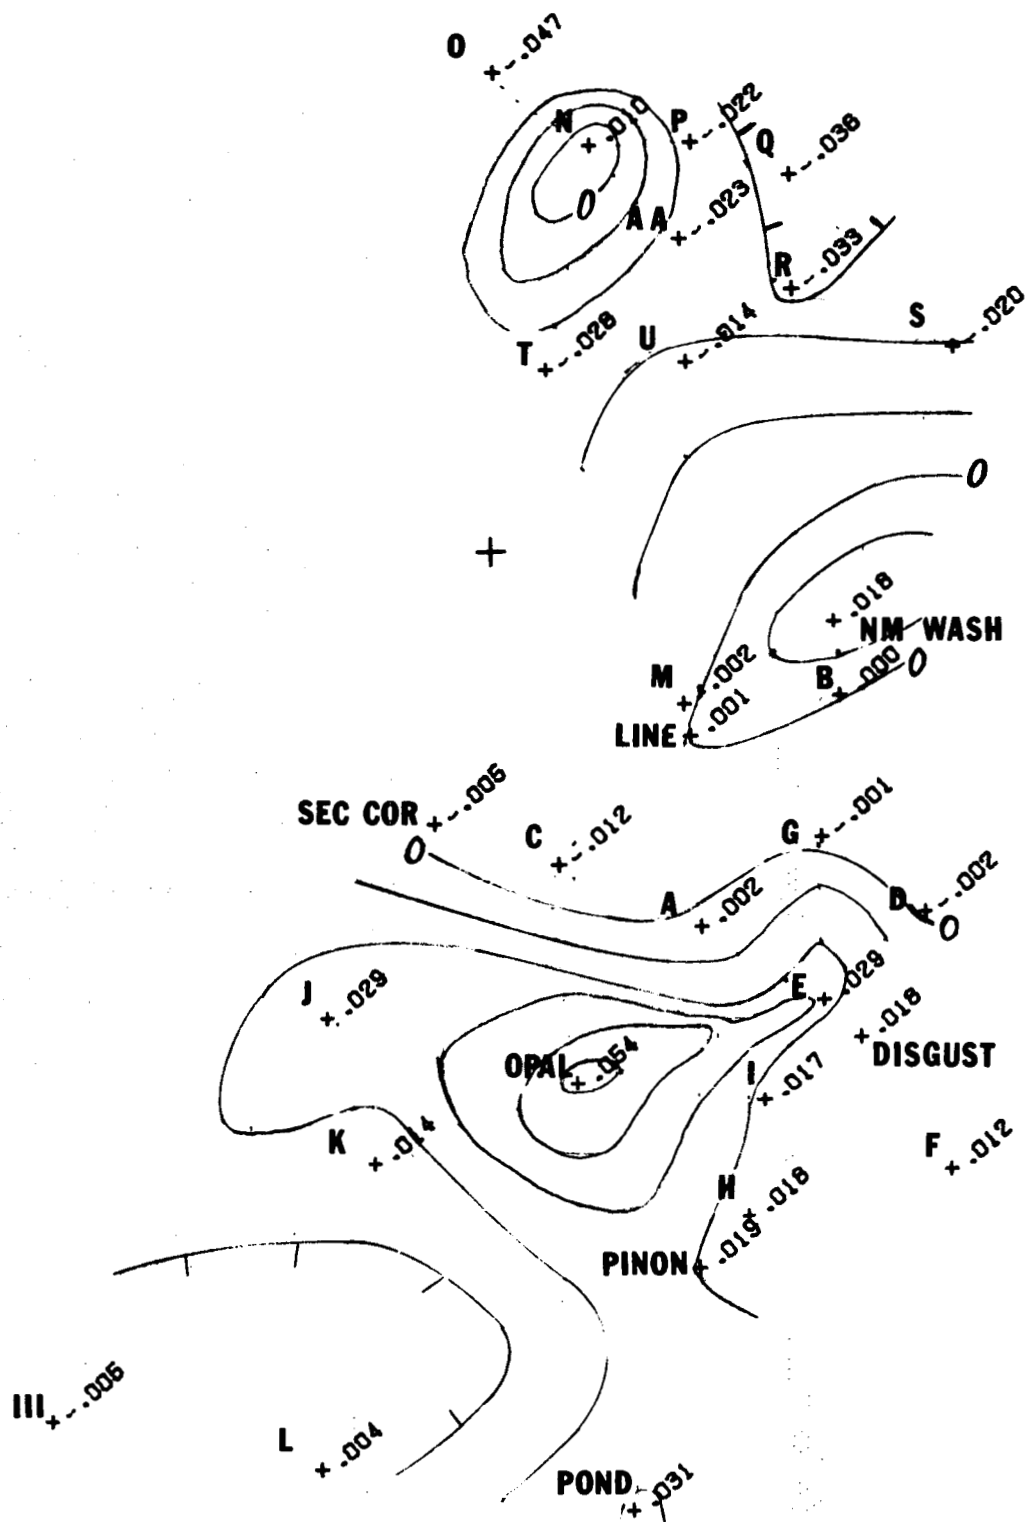 O -.047
N .010
P -.022
Q -.036
0
AA -.023
R -.033
S -.020
T -.028
U -.014
0
.018
NM WASH
M .002
B .000
0
LINE .001
SEC COR -.005
0
C -.012
G -.001
A .002
D -.002
0
J .029
E .029
.018
DISGUST
OPAL .054
I .017
K .014
F .012
H .018
PINON .019
III -.005
L .004
POND .031